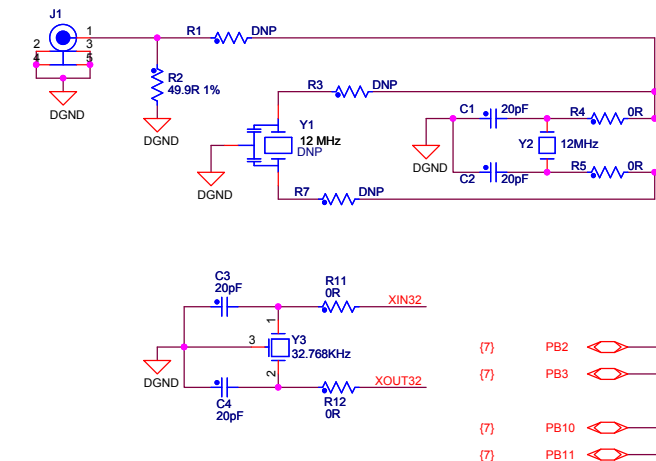 J1
1
2
3
4
5
DGND
R1
DNP
R2
49.9R 1%
DGND
R3
DNP
Y1
12 MHz
DNP
DGND
R7
DNP
C1
20pF
R4
0R
Y2
12MHz
DGND
C2
20pF
R5
0R
C3
20pF
R11
0R
XIN32
1
3
Y3
32.768KHz
2
DGND
C4
20pF
R12
0R
XOUT32
{7} PB2
{7} PB3
{7} PB10
{7} PB11